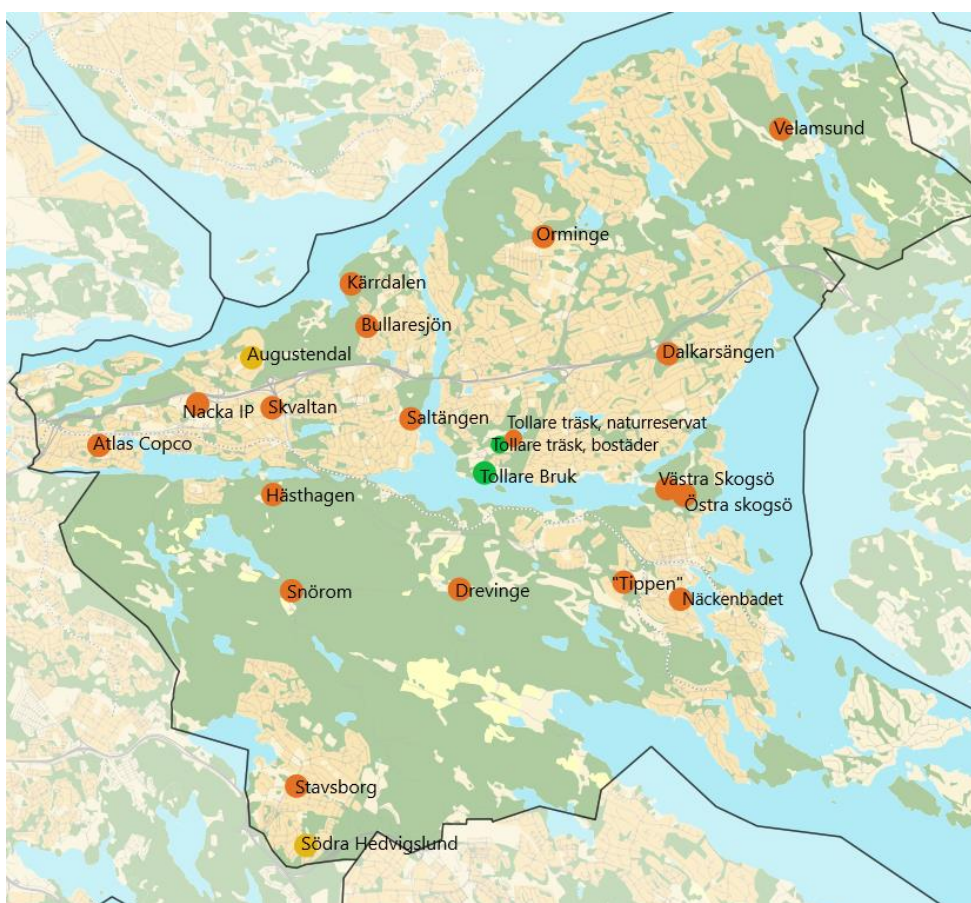 Velamsund
Orminge
Kärrdalen
Bullaresjön
Augustendal
Dalkarsängen
Nacka IP
Skvaltan
Saltängen
Tollare träsk, naturreservat
Atlas Copco
Tollare träsk, bostäder
Tollare Bruk
Västra Skogsö
Hästhagen
Östra skogsö
Snörom
Drevinge
"Tippen"
Näckenbadet
Stavsborg
Södra Hedvigslund